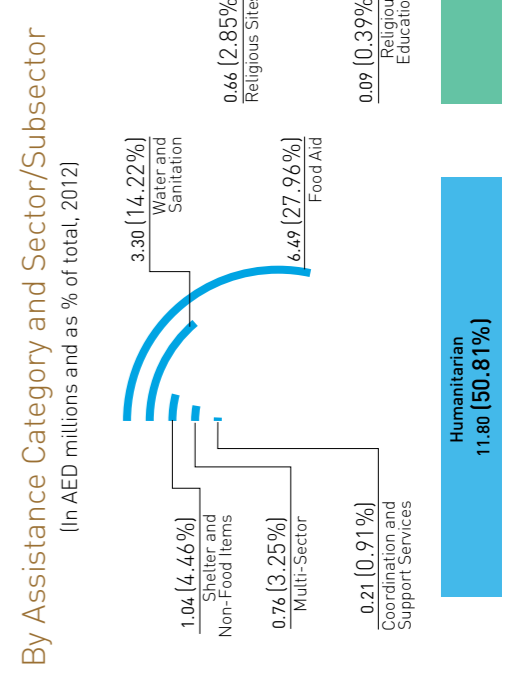 By Assistance Category and Sector/Subsector
(In AED millions and as % of total, 2012)
3.30 (14.22%)
Water and
Sanitation
6.49 (27.96%)
Food Aid
1.04 (4.46%)
Shelter and
Non-Food Items
0.76 (3.25%)
Multi-Sector
0.21 (0.91%)
Coordination and
Support Services
0.66 (2.85%
Religious Sites
0.09 (0.39%
Religiou
Educatio
Humanitarian
11.80 (50.81%)